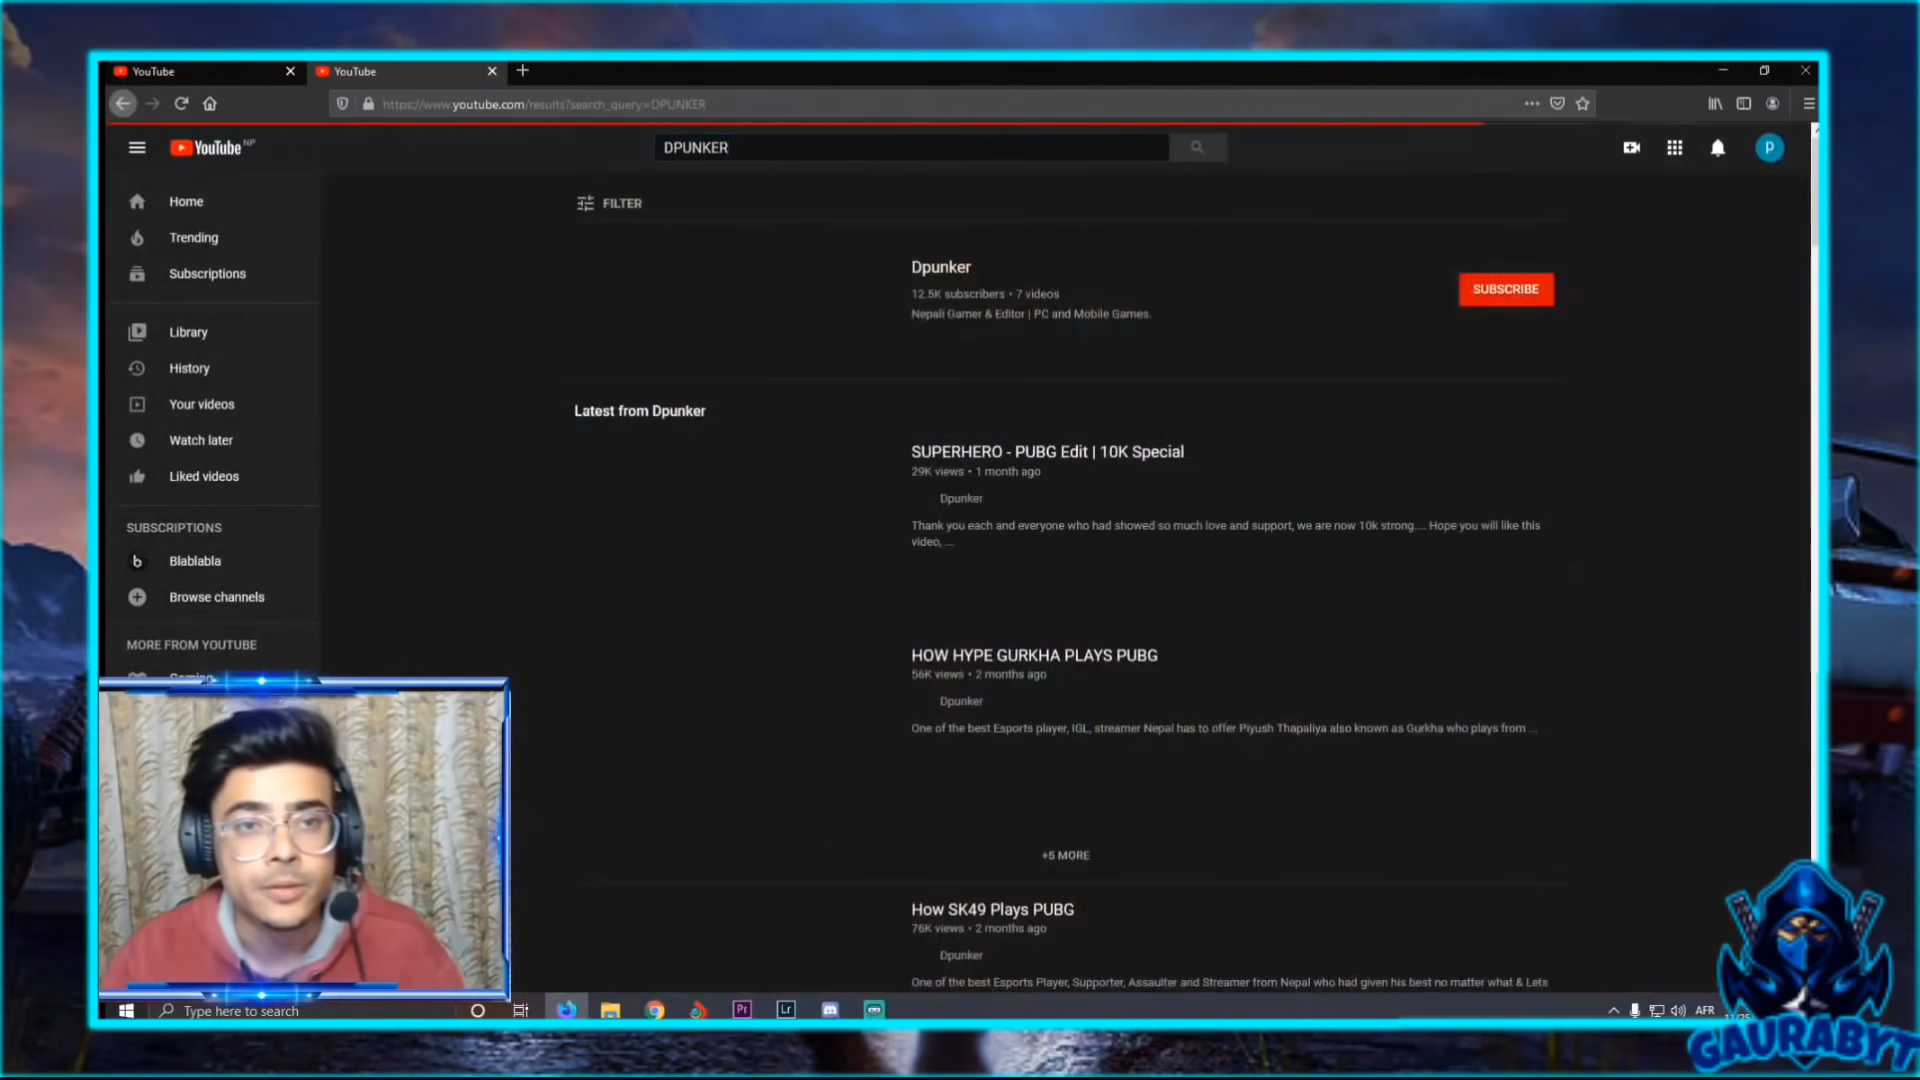 YouTube
YouTube
https://www.youtube.com/results?search_query=DPUNKER
YouTube NP
DPUNKER
P
Home
Trending
Subscriptions
Library
History
Your videos
Watch later
Liked videos
SUBSCRIPTIONS
b
Blablabla
Browse channels
MORE FROM YOUTUBE
Gaming
FILTER
Dpunker
12.5K subscribers • 7 videos
Nepali Gamer & Editor | PC and Mobile Games.
SUBSCRIBE
Latest from Dpunker
SUPERHERO - PUBG Edit | 10K Special
29K views • 1 month ago
Dpunker
Thank you each and everyone who had showed so much love and support, we are now 10k strong.... Hope you will like this
video, ...
HOW HYPE GURKHA PLAYS PUBG
56K views • 2 months ago
Dpunker
One of the best Esports player, IGL, streamer Nepal has to offer Piyush Thapaliya also known as Gurkha who plays from ...
+5 MORE
How SK49 Plays PUBG
76K views • 2 months ago
Dpunker
One of the best Esports Player, Supporter, Assaulter and Streamer from Nepal who had given his best no matter what & Lets
Type here to search
Pr
Lr
AFR
GAURABYT